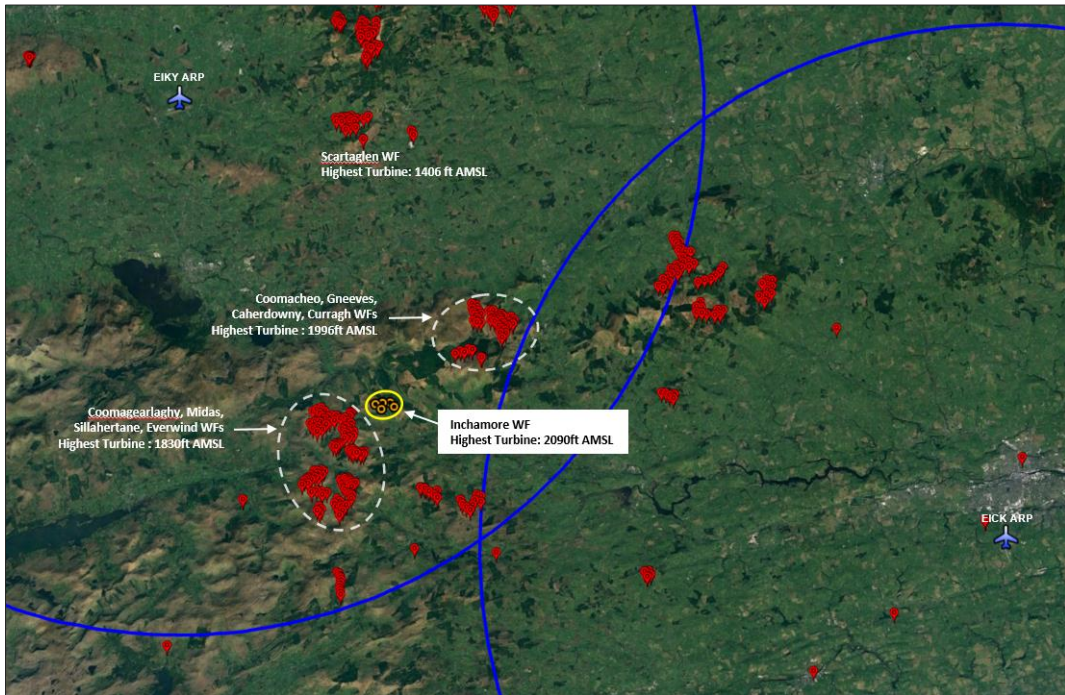 EIKY ARP
Scartaglen WF
Highest Turbine: 1406 ft AMSL
Coomacheo, Gneeves,
Caherdowny, Curragh WFs
Highest Turbine : 1996ft AMSL
Coomagearlaghy, Midas,
Sillahertane, Everwind WFs
Highest Turbine : 1830ft AMSL
Inchamore WF
Highest Turbine: 2090ft AMSL
EICK ARP